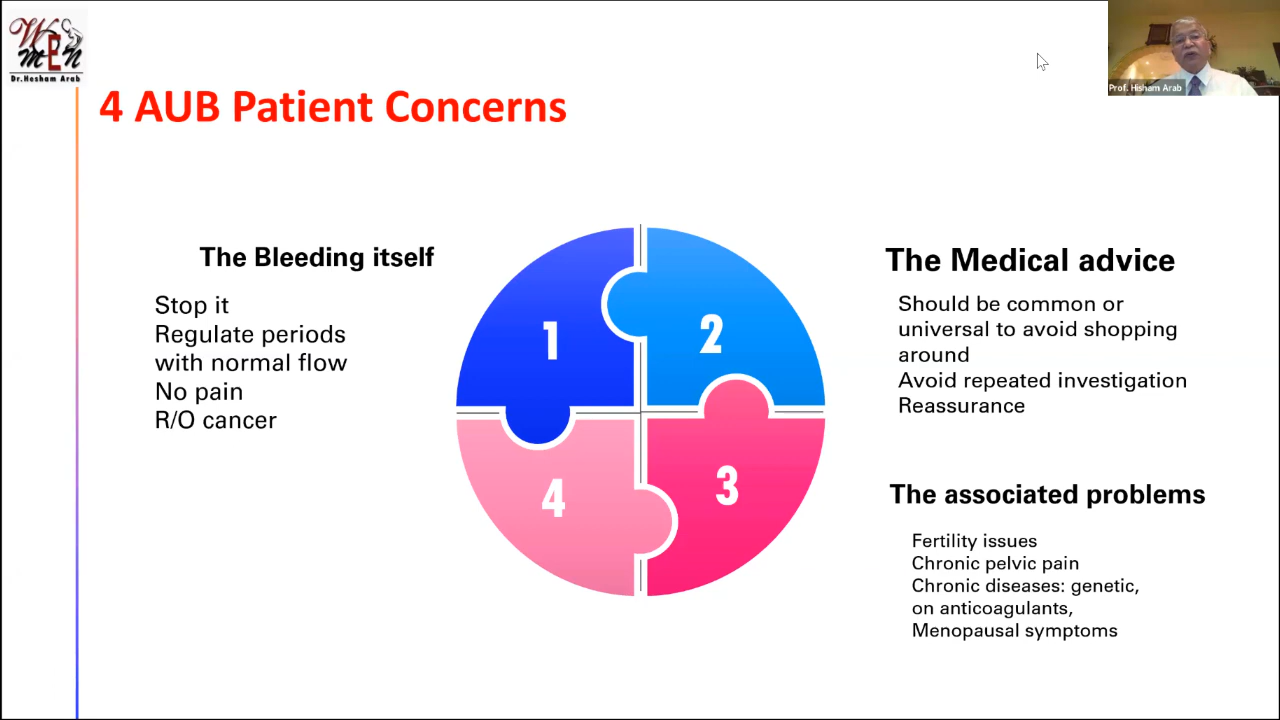 Women
Dr.Hesham Arab
Prof. Hisham Arab
4 AUB Patient Concerns
The Bleeding itself
Stop it
Regulate periods
with normal flow
No pain
R/O cancer
1
2
3
4
The Medical advice
Should be common or
universal to avoid shopping
around
Avoid repeated investigation
Reassurance
The associated problems
Fertility issues
Chronic pelvic pain
Chronic diseases: genetic,
on anticoagulants,
Menopausal symptoms